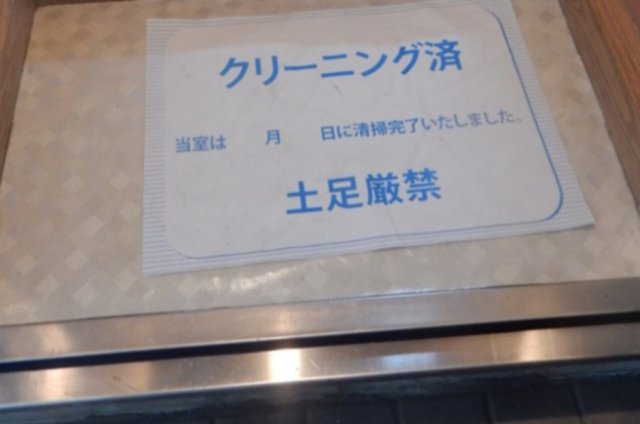 クリーニング済
当室は　　月　　日に清掃完了いたしました。
土足厳禁